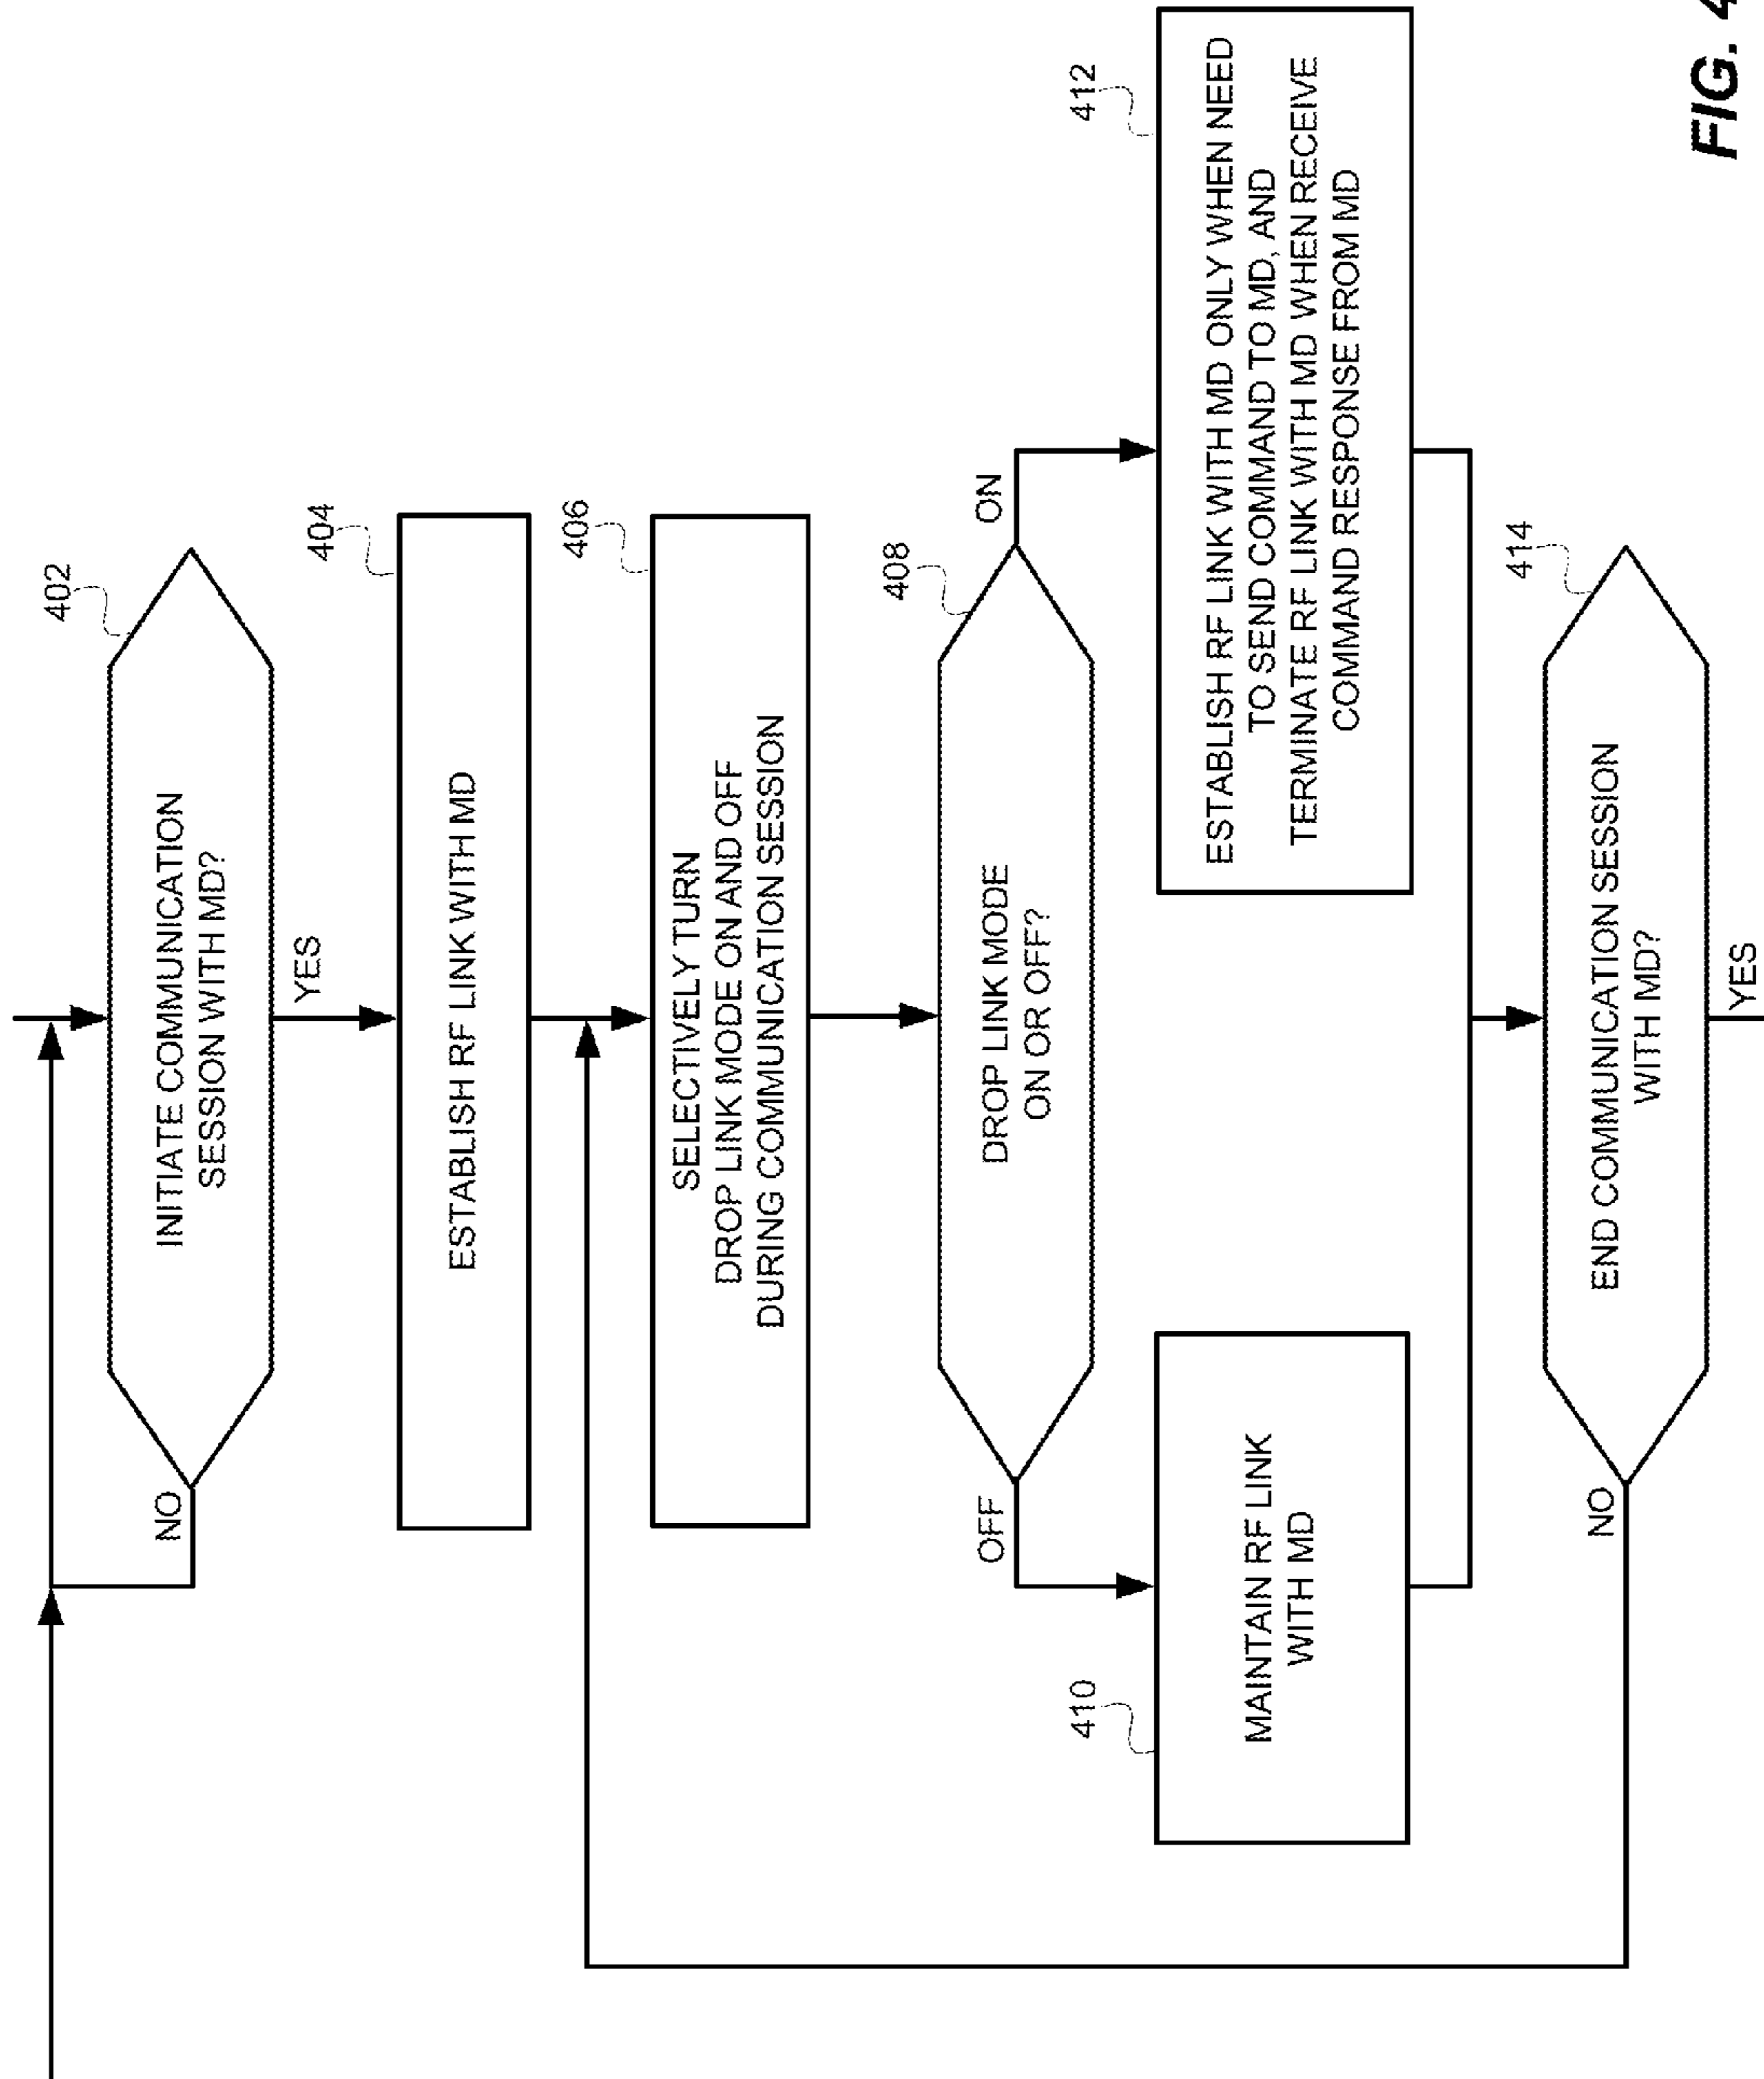 402
INITIATE COMMUNICATION
SESSION WITH MD?
NO
YES
404
ESTABLISH RF LINK WITH MD
406
SELECTIVELY TURN
DROP LINK MODE ON AND OFF
DURING COMMUNICATION SESSION
408
DROP LINK MODE
ON OR OFF?
OFF
ON
410
MAINTAIN RF LINK
WITH MD
412
ESTABLISH RF LINK WITH MD ONLY WHEN NEED
TO SEND COMMAND TO MD, AND
TERMINATE RF LINK WITH MD WHEN RECEIVE
COMMAND RESPONSE FROM MD
414
END COMMUNICATION SESSION
WITH MD?
NO
YES
FIG. 4